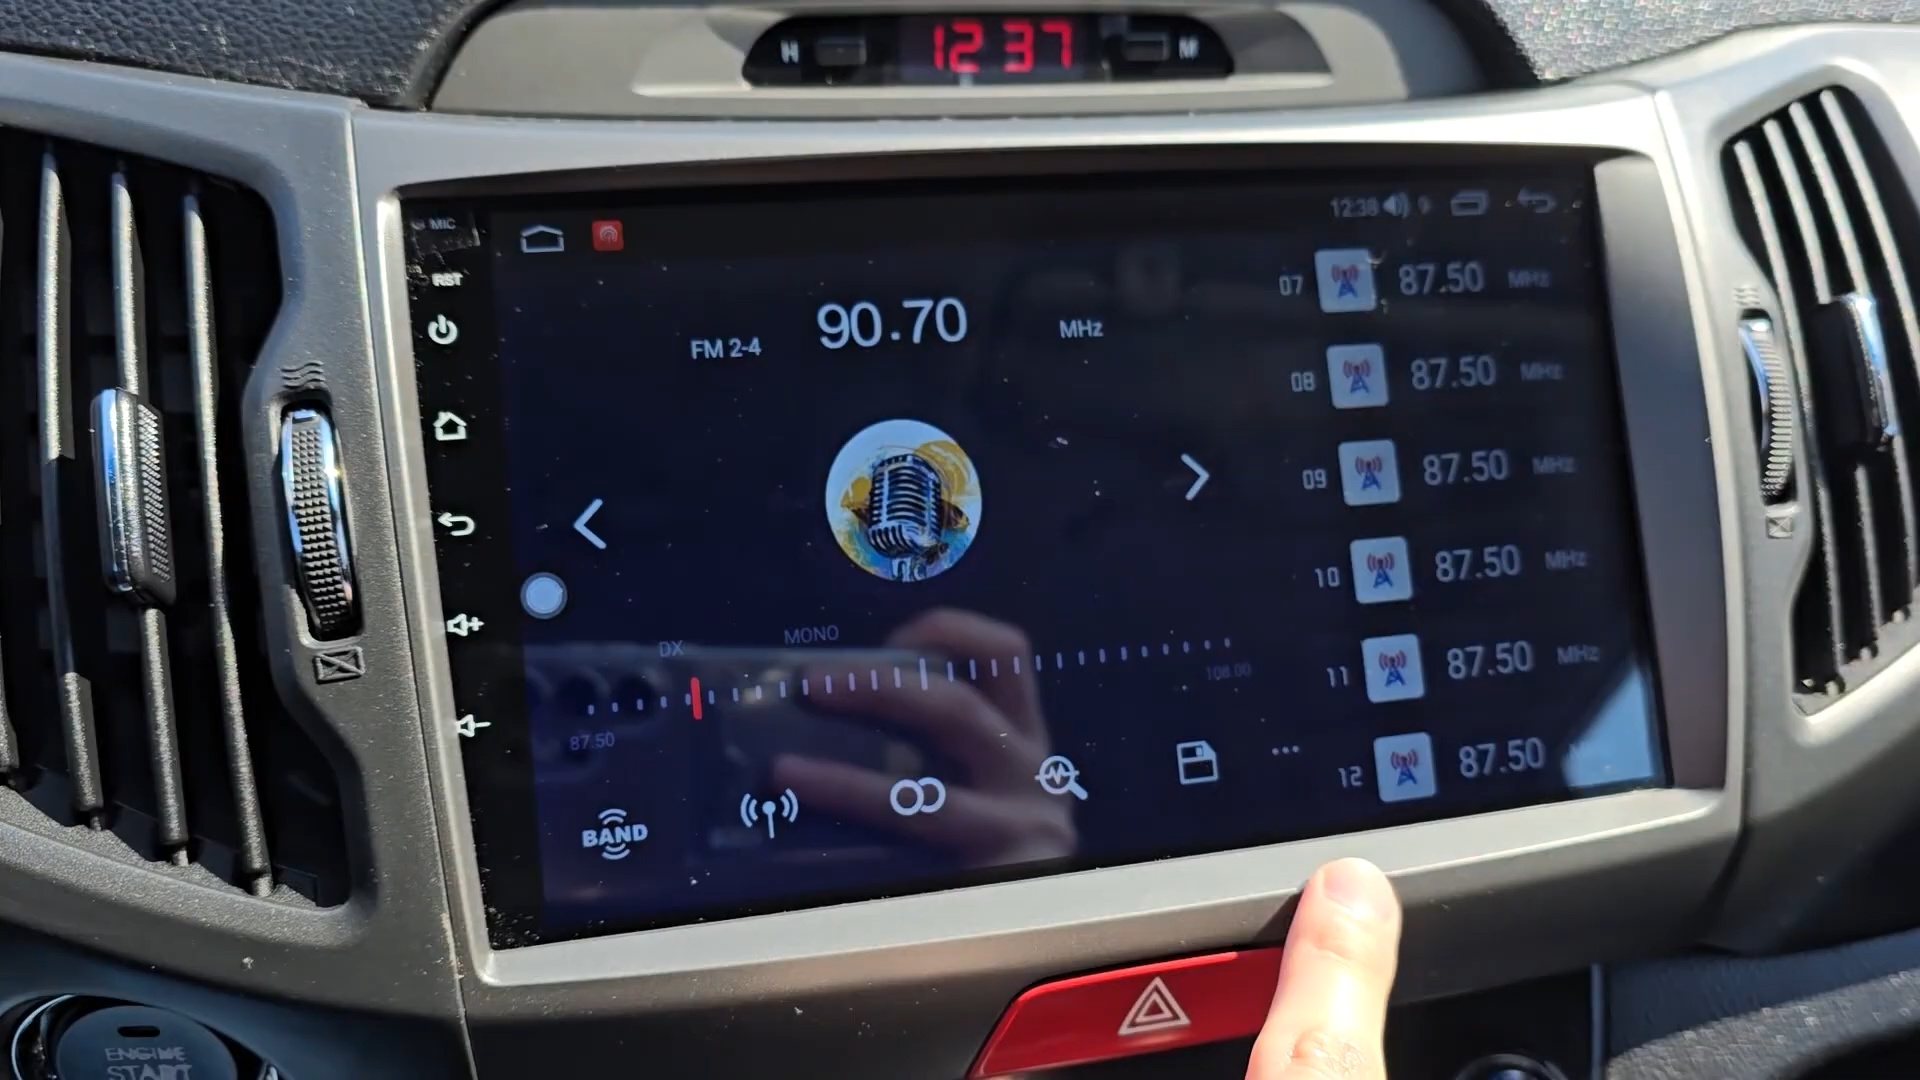 H 12 37 M
MIC
RST
12:38 9
FM 2-4 90.70 MHz
07 87.50 MHz
08 87.50 MHz
09 87.50 MHz
10 87.50 MHz
11 87.50 MHz
12 87.50
DX MONO
87.50 108.00
BAND
ENGINE
START